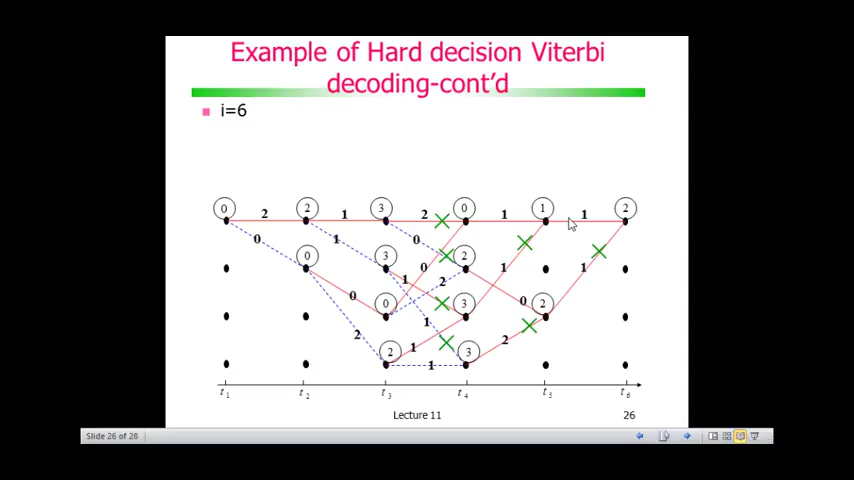 Example of Hard decision Viterbi
decoding-cont'd
i=6
0 2 2 1 3 2 0 1 1 1 2
0 1 0
0 3 0 2 1 1
1 2
0 0 3 0 2
2 1
2 1 1 3 2
t1 t2 t3 t4 t5 t6
Lecture 11 26
Slide 26 of 28